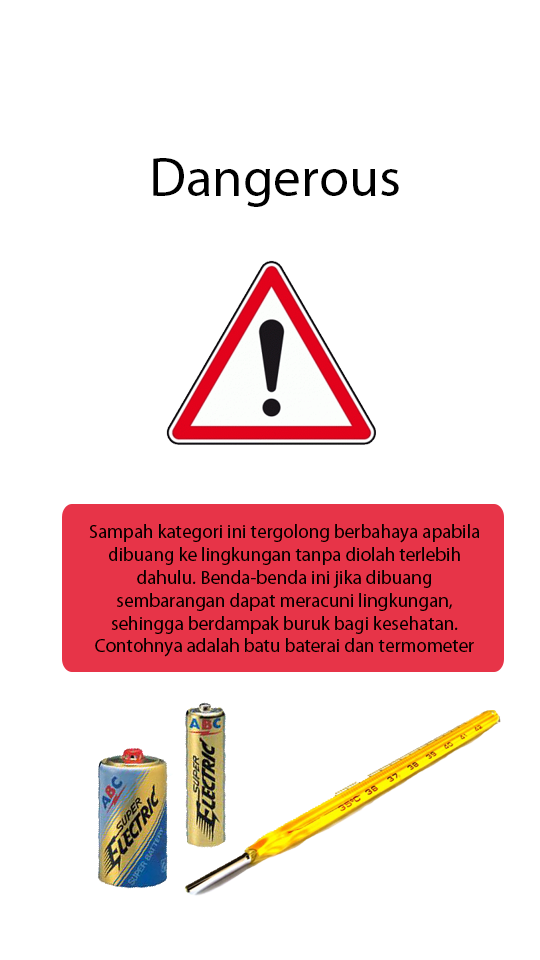 Dangerous
Sampah kategori ini tergolong berbahaya apabila
dibuang ke lingkungan tanpa diolah terlebih
dahulu. Benda-benda ini jika dibuang
sembarangan dapat meracuni lingkungan,
sehingga berdampak buruk bagi kesehatan.
Contohnya adalah batu baterai dan termometer
ABC
SUPER
ELECTRIC
SUPER BATTERY
ABC
SUPER
ELECTRIC
35°C 36 37 38 39 40 41 42